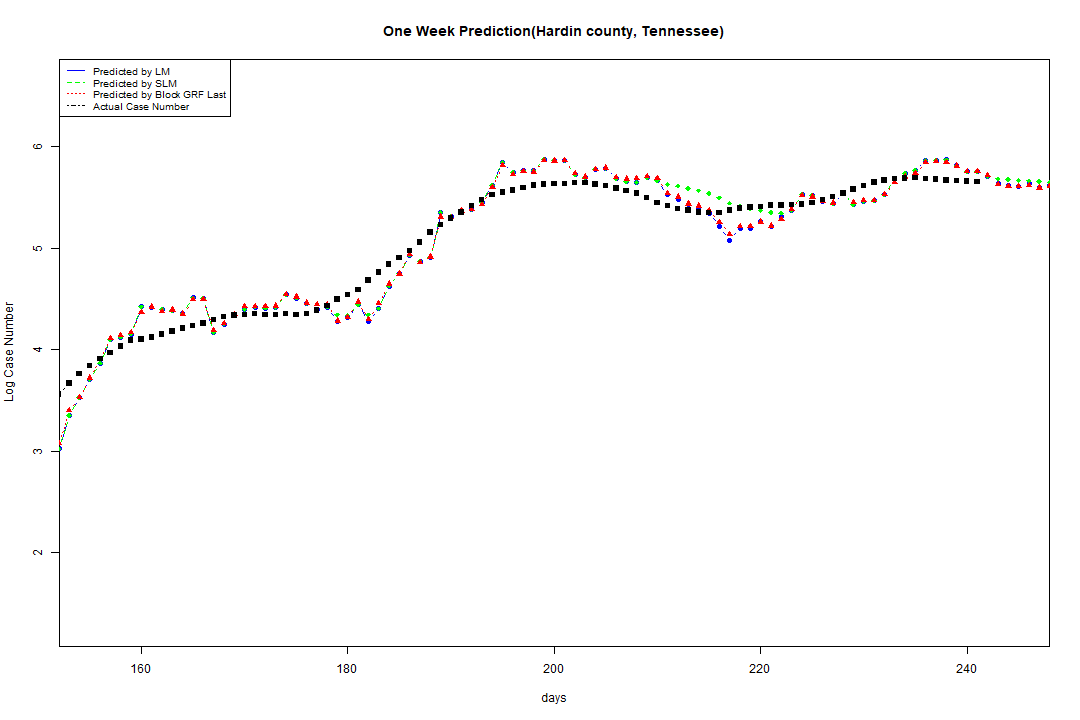 One Week Prediction(Hardin county, Tennessee)
Predicted by LM
Predicted by SLM
Predicted by Block GRF Last
Actual Case Number
6
5
4
3
2
Log Case Number
160 180 200 220 240
days